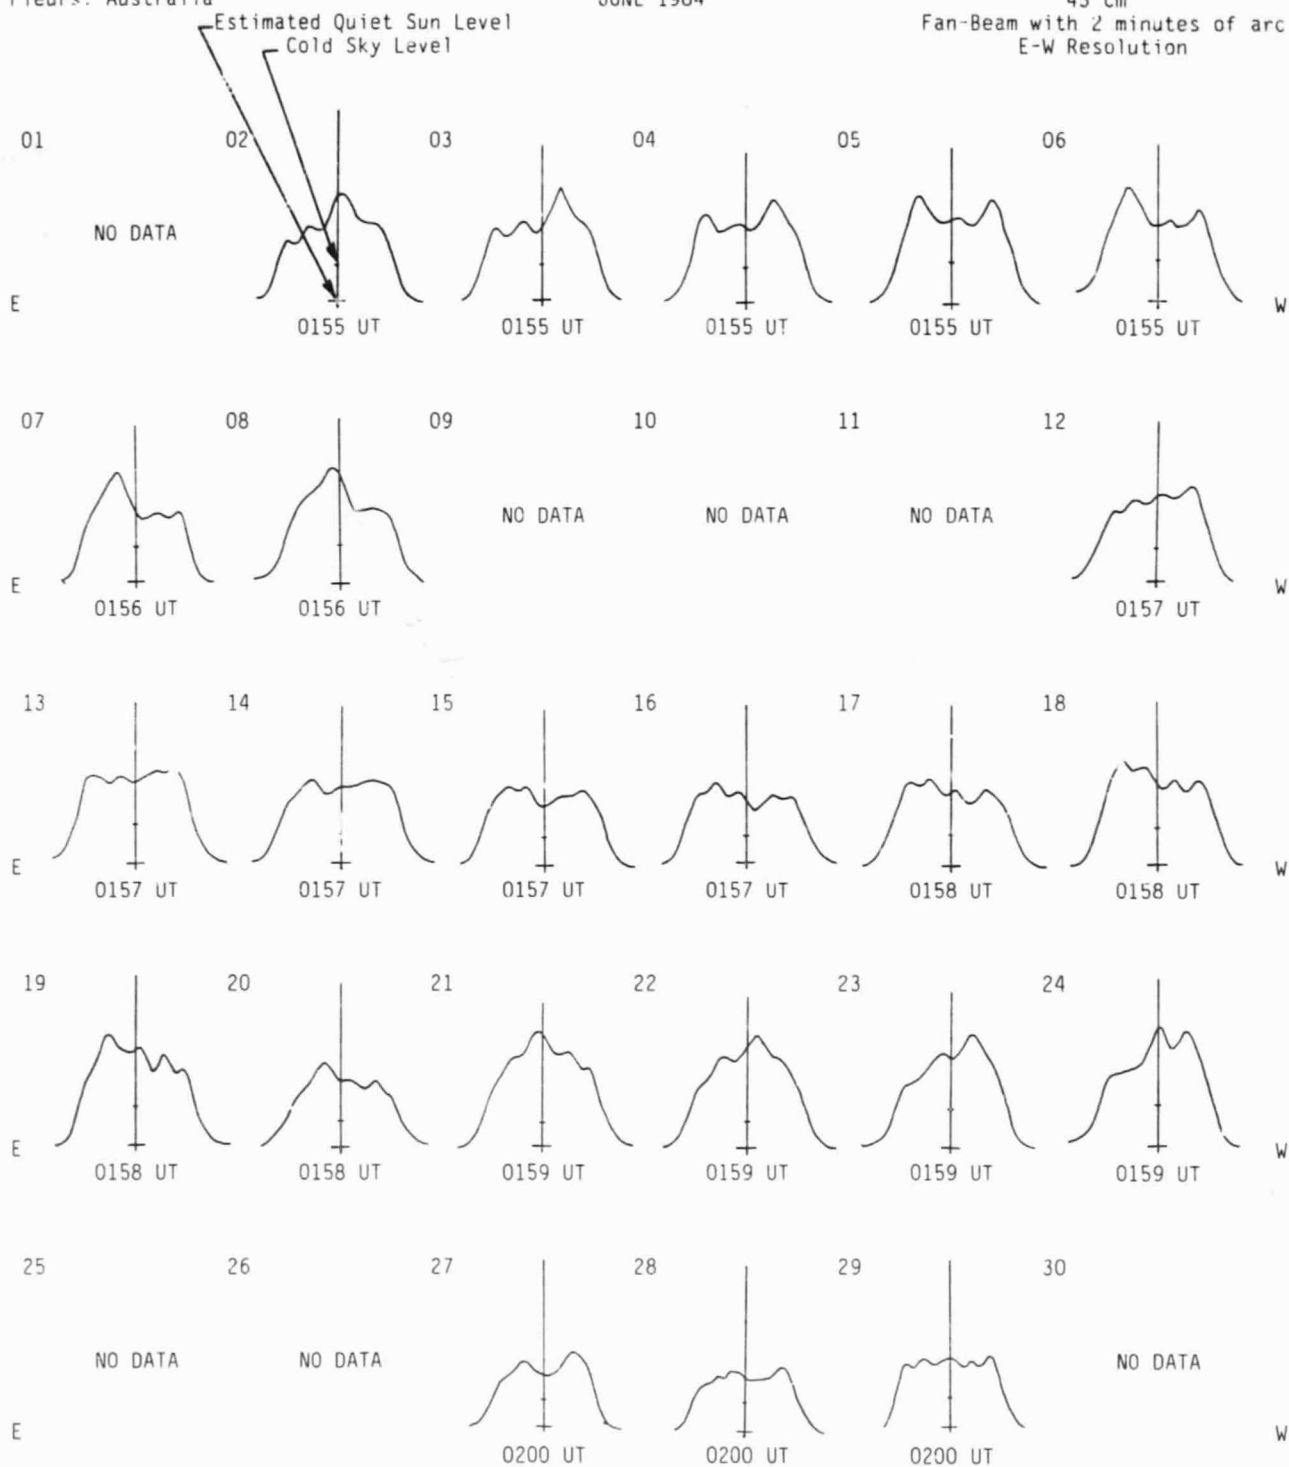 Australia
JUNE 1984
Estimated Quiet Sun Level
Cold Sky Level
43 cm
Fan-Beam with 2 minutes of arc
E-W Resolution
01 02 03 04 05 06
NO DATA
E W
0155 UT 0155 UT 0155 UT 0155 UT 0155 UT
07 08 09 10 11 12
NO DATA NO DATA NO DATA
E W
0156 UT 0156 UT 0157 UT
13 14 15 16 17 18
E W
0157 UT 0157 UT 0157 UT 0157 UT 0158 UT 0158 UT
19 20 21 22 23 24
E W
0158 UT 0158 UT 0159 UT 0159 UT 0159 UT 0159 UT
25 26 27 28 29 30
NO DATA NO DATA NO DATA
E W
0200 UT 0200 UT 0200 UT